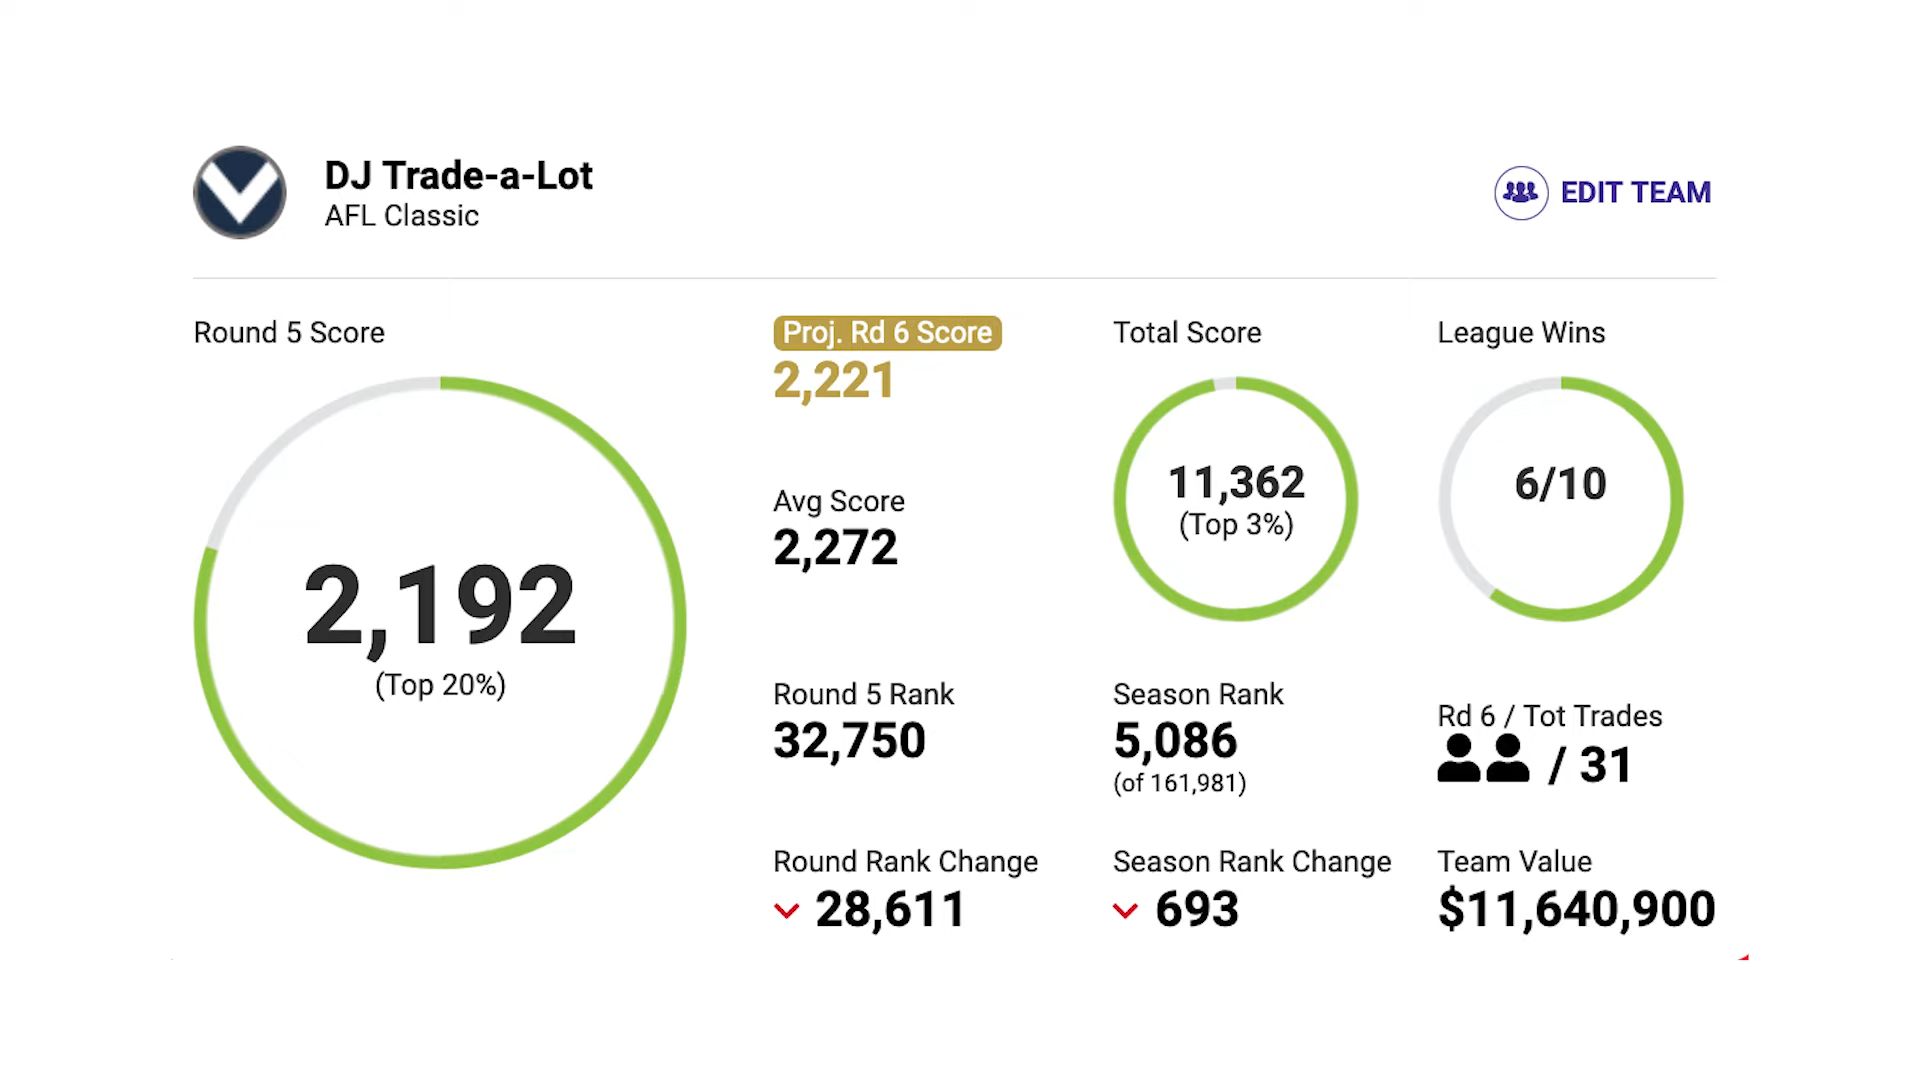 DJ Trade-a-Lot
AFL Classic
EDIT TEAM
Round 5 Score
2,192
(Top 20%)
Proj. Rd 6 Score
2,221
Avg Score
2,272
Round 5 Rank
32,750
Round Rank Change
28,611
Total Score
11,362
(Top 3%)
Season Rank
5,086
(of 161,981)
Season Rank Change
693
League Wins
6/10
Rd 6 / Tot Trades
/ 31
Team Value
$11,640,900